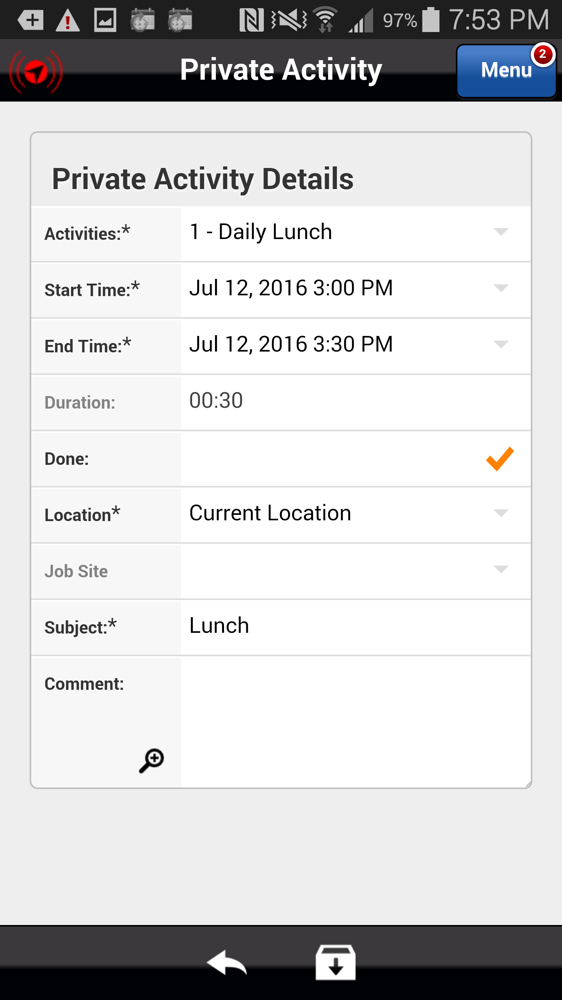 97% 7:53 PM
Private Activity
Menu
2
Private Activity Details
Activities:* 1 - Daily Lunch
Start Time:* Jul 12, 2016 3:00 PM
End Time:* Jul 12, 2016 3:30 PM
Duration: 00:30
Done:
Location* Current Location
Job Site
Subject:* Lunch
Comment: